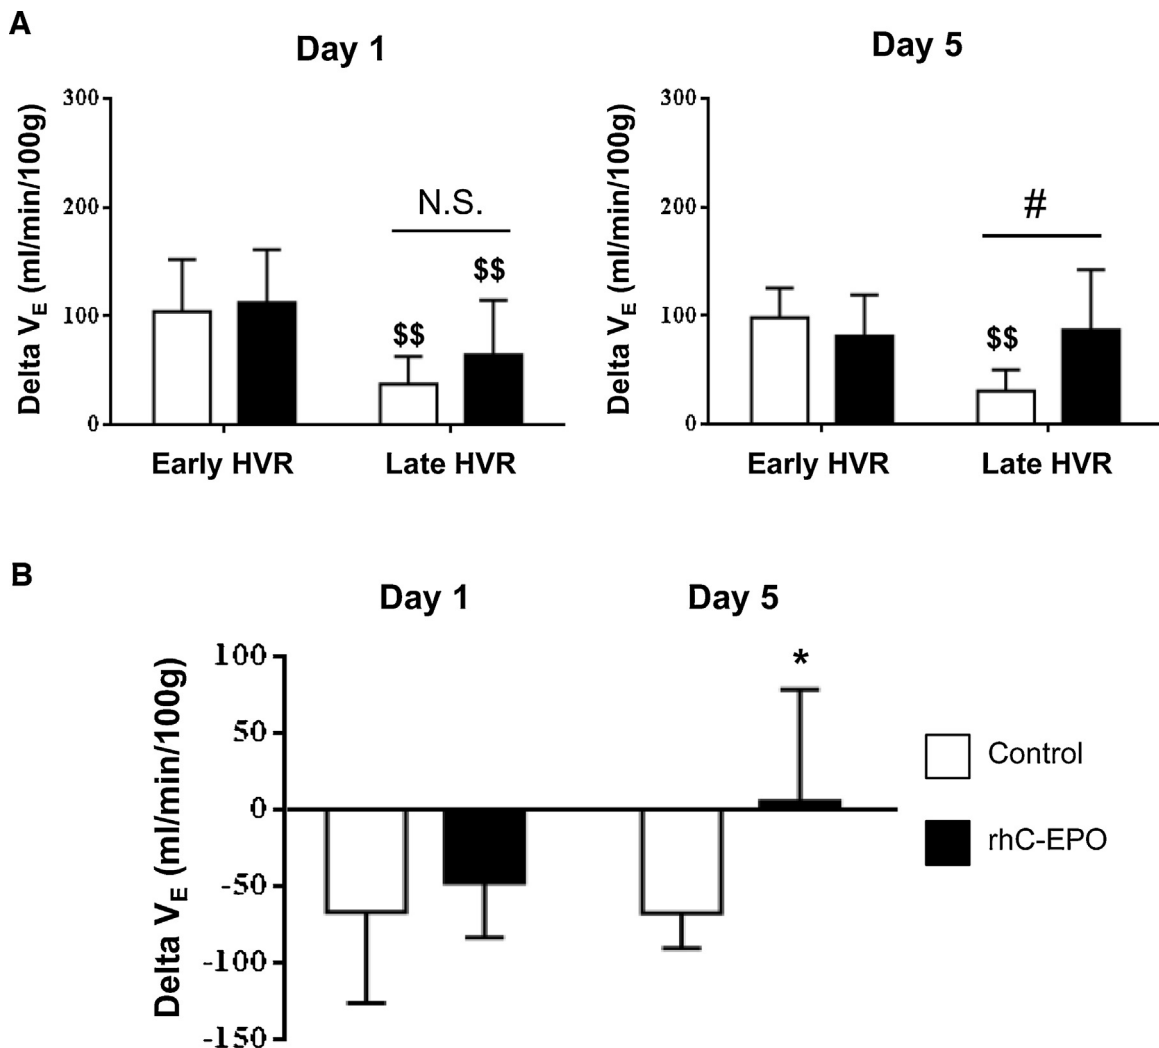 A
Day 1
Day 5
Delta VE (ml/min/100g)
300
200
100
0
N.S.
$$
$$
Early HVR
Late HVR
Delta VE (ml/min/100g)
300
200
100
0
#
$$
Early HVR
Late HVR
B
Day 1
Day 5
Delta VE (ml/min/100g)
100
50
0
-50
-100
-150
*
Control
rhC-EPO